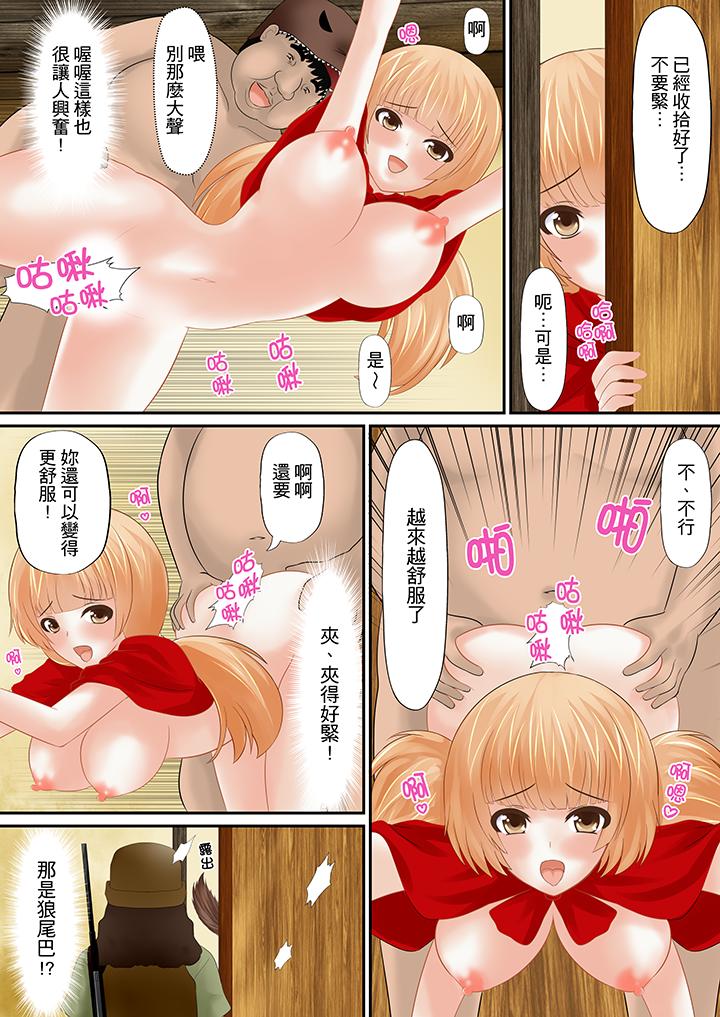 已經收拾好了…
不要緊…
呃…可是…
哈啊
哈啊
啊
嗯
喂
別那麼大聲
喔喔這樣也
很讓人興奮！
咕啾
咕啾
咕啾
咕啾
啊
是～
不、不行
越來越舒服了
啪
啪
咕啾
咕啾
啊嗯
啊
啊啊
還要
妳還可以變得
更舒服！
啊
咕啾
咕啾
啊
夾、夾得好緊！
露出
那是狼尾巴!?